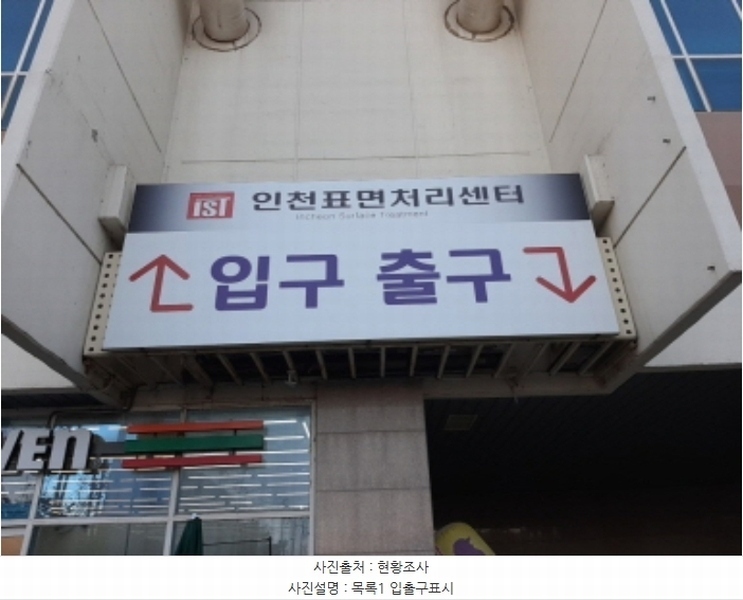 IST 인천표면처리센터
Incheon Surface Treatment
입구 출구
VEn
사진출처 : 현황조사
사진설명 : 목록1 입출구표시